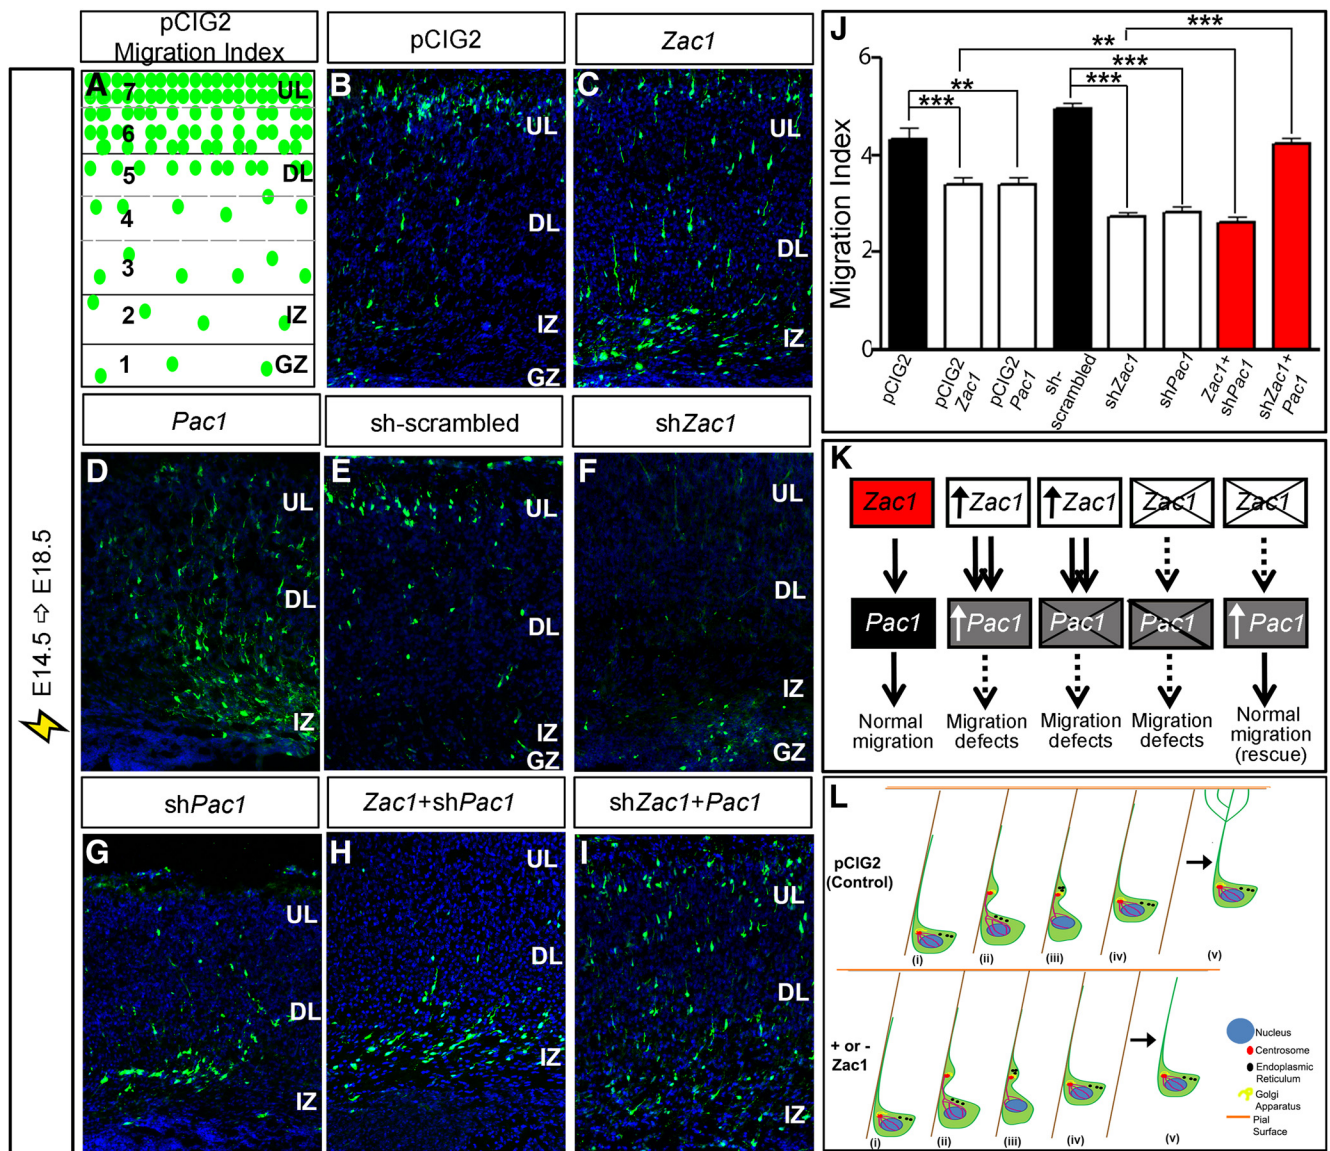 E14.5 ⇨ E18.5
pCIG2
Migration Index
pCIG2
Zac1
A
7
UL
6
5
DL
4
3
2
IZ
1
GZ
B
UL
DL
IZ
GZ
C
UL
DL
IZ
Pac1
sh-scrambled
shZac1
D
UL
DL
IZ
E
UL
DL
IZ
GZ
F
UL
DL
IZ
GZ
shPac1
Zac1+shPac1
shZac1+Pac1
G
UL
DL
IZ
H
UL
DL
IZ
I
UL
DL
IZ
J
Migration Index
6
4
2
0
***
**
***
**
***
***
pCIG2
pCIG2
Zac1
pCIG2
Pac1
sh-
scrambled
shZac1
shPac1
Zac1+
shPac1
shZac1+
Pac1
K
Zac1
Zac1
Zac1
Zac1
Zac1
Pac1
Pac1
Pac1
Pac1
Pac1
Normal
migration
Migration
defects
Migration
defects
Migration
defects
Normal
migration
(rescue)
L
pCIG2
(Control)
(i)
(ii)
(iii)
(iv)
(v)
+ or -
Zac1
(i)
(ii)
(iii)
(iv)
(v)
Nucleus
Centrosome
Endoplasmic
Reticulum
Golgi
Apparatus
Pial
Surface